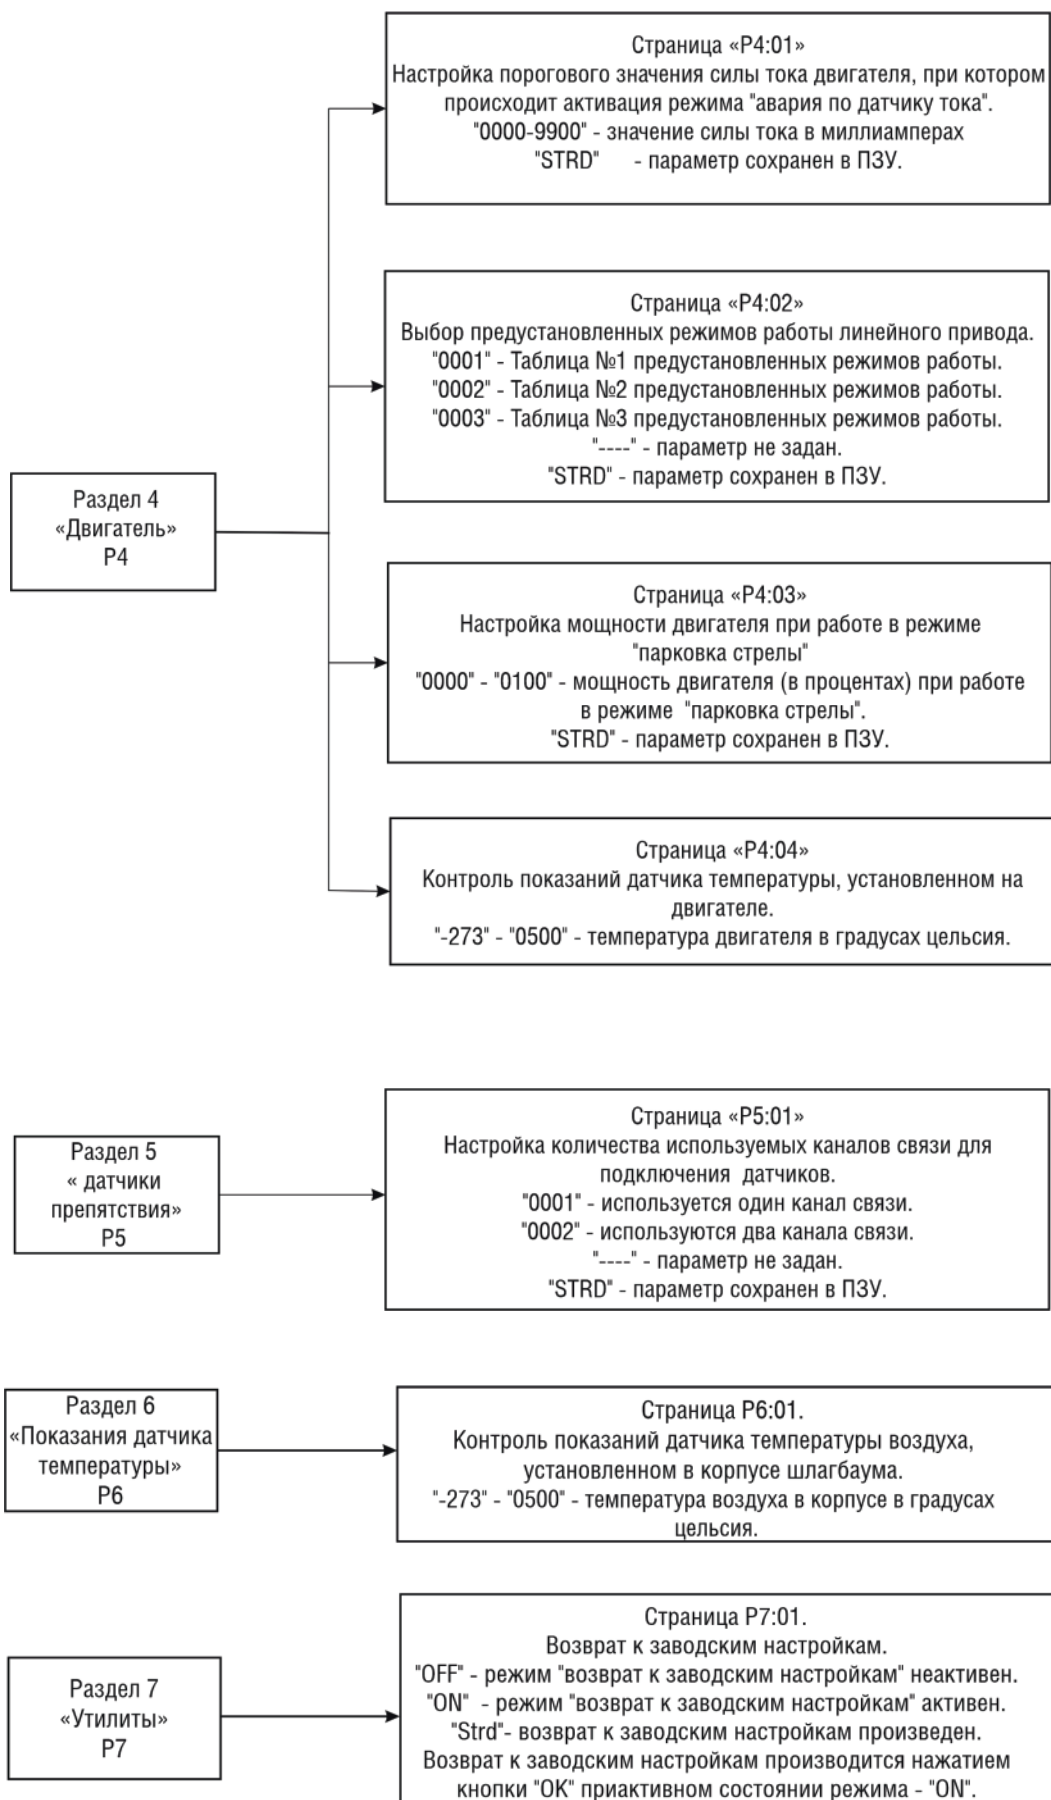 Страница «P4:01»
Настройка порогового значения силы тока двигателя, при котором
происходит активация режима "авария по датчику тока".
"0000-9900" - значение силы тока в миллиамперах
"STRD" - параметр сохранен в ПЗУ.
Страница «P4:02»
Выбор предустановленных режимов работы линейного привода.
"0001" - Таблица №1 предустановленных режимов работы.
"0002" - Таблица №2 предустановленных режимов работы.
"0003" - Таблица №3 предустановленных режимов работы.
"----" - параметр не задан.
"STRD" - параметр сохранен в ПЗУ.
Раздел 4
«Двигатель»
P4
Страница «P4:03»
Настройка мощности двигателя при работе в режиме
"парковка стрелы"
"0000" - "0100" - мощность двигателя (в процентах) при работе
в режиме "парковка стрелы".
"STRD" - параметр сохранен в ПЗУ.
Страница «P4:04»
Контроль показаний датчика температуры, установленном на
двигателе.
"-273" - "0500" - температура двигателя в градусах цельсия.
Раздел 5
« датчики
препятствия»
P5
Страница «P5:01»
Настройка количества используемых каналов связи для
подключения датчиков.
"0001" - используется один канал связи.
"0002" - используются два канала связи.
"----" - параметр не задан.
"STRD" - параметр сохранен в ПЗУ.
Раздел 6
«Показания датчика
температуры»
P6
Страница P6:01.
Контроль показаний датчика температуры воздуха,
установленном в корпусе шлагбаума.
"-273" - "0500" - температура воздуха в корпусе в градусах
цельсия.
Раздел 7
«Утилиты»
P7
Страница P7:01.
Возврат к заводским настройкам.
"OFF" - режим "возврат к заводским настройкам" неактивен.
"ON" - режим "возврат к заводским настройкам" активен.
"Strd"- возврат к заводским настройкам произведен.
Возврат к заводским настройкам производится нажатием
кнопки "OK" приактивном состоянии режима - "ON".